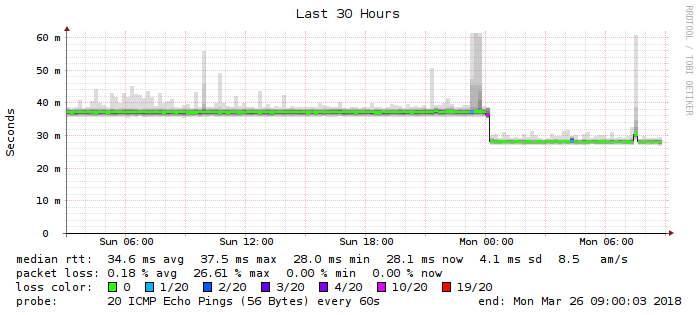 Last 30 Hours
RRDTOOL / TOBI OETIKER
Seconds
60 m
50 m
40 m
30 m
20 m
10 m
0
Sun 06:00 Sun 12:00 Sun 18:00 Mon 00:00 Mon 06:00
median rtt: 34.6 ms avg 37.5 ms max 28.0 ms min 28.1 ms now 4.1 ms sd 8.5 am/s
packet loss: 0.18 % avg 26.61 % max 0.00 % min 0.00 % now
loss color: 0 1/20 2/20 3/20 4/20 10/20 19/20
probe: 20 ICMP Echo Pings (56 Bytes) every 60s end: Mon Mar 26 09:00:03 2018